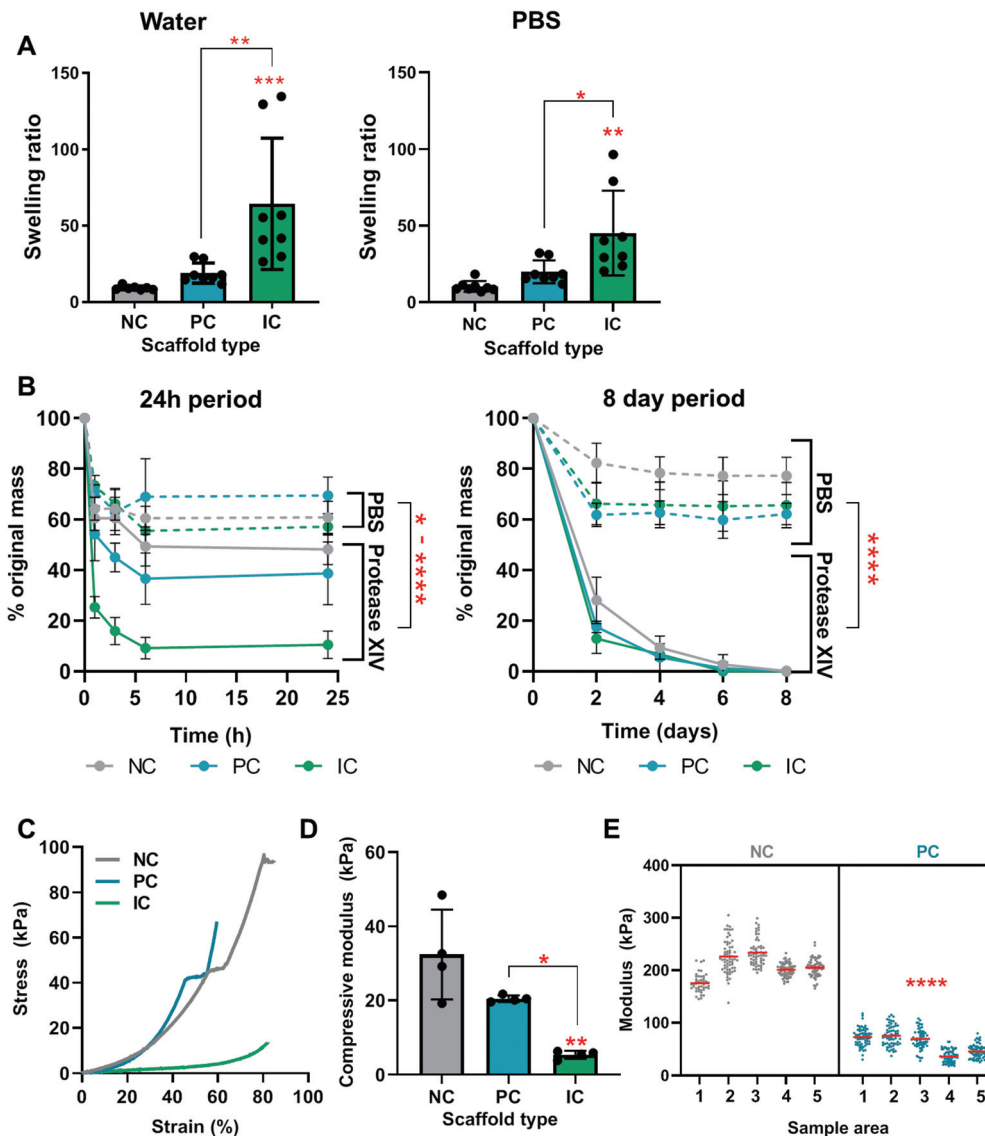 Water
PBS
A
**
***
150
100
50
0
Swelling ratio
NC PC IC
Scaffold type
*
**
150
100
50
0
Swelling ratio
NC PC IC
Scaffold type
B
24h period
100
80
60
40
20
0
% original mass
0 5 10 15 20 25
Time (h)
PBS
Protease XIV
* - ****
NC PC IC
8 day period
100
80
60
40
20
0
% original mass
0 2 4 6 8
Time (days)
PBS
Protease XIV
****
NC PC IC
C
NC
PC
IC
100
80
60
40
20
0
Stress (kPa)
0 20 40 60 80 100
Strain (%)
D
60
40
20
0
Compressive modulus (kPa)
*
**
NC PC IC
Scaffold type
E
NC PC
400
300
200
100
0
Modulus (kPa)
****
1 2 3 4 5 1 2 3 4 5
Sample area